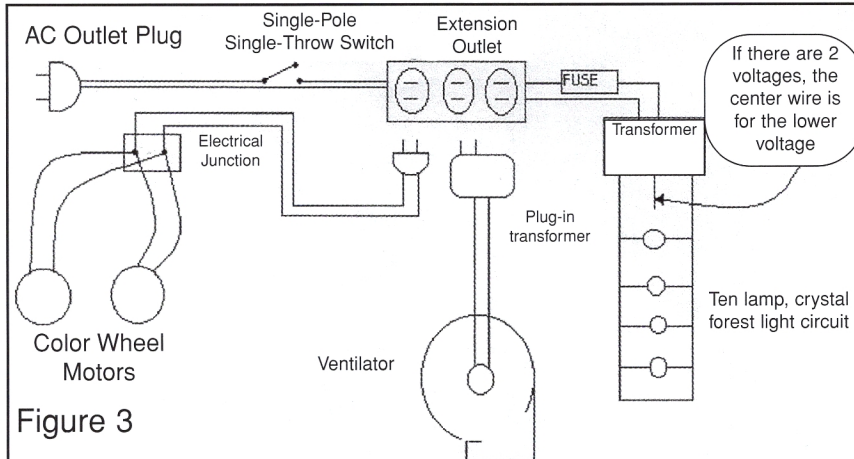 AC Outlet Plug
Single-Pole
Single-Throw Switch
Extension
Outlet
FUSE
If there are 2
voltages, the
center wire is
for the lower
voltage
Electrical
Junction
Transformer
Plug-in
transformer
Ten lamp, crystal
forest light circuit
Color Wheel
Motors
Ventilator
Figure 3